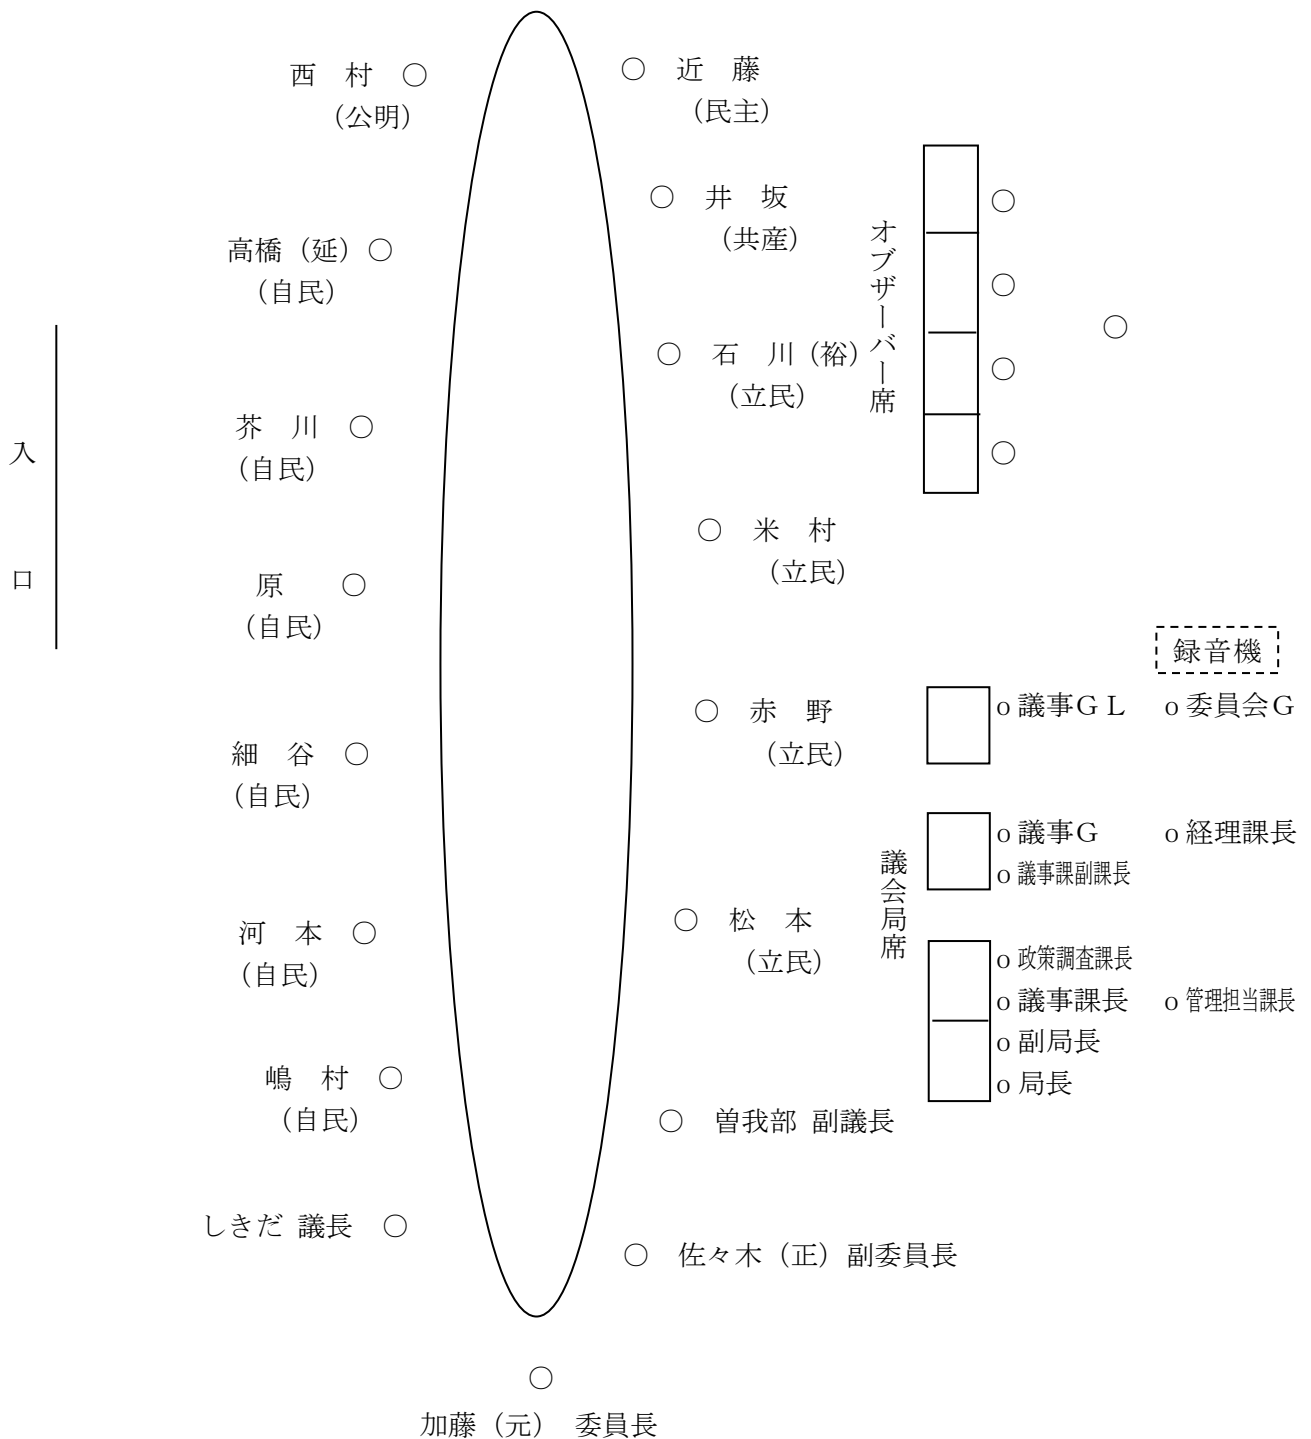 西　村　○
（公明）
○　近　藤
（民主）
○　井　坂
（共産）
高橋（延）○
（自民）
○　石　川（裕）
（立民）
オブザーバー席
○
○
○
○
○
芥　川　○
（自民）
入　口
○　米　村
（立民）
原　　○
（自民）
録音機
○　赤　野
（立民）
o 議事ＧＬ　o 委員会Ｇ
細　谷　○
（自民）
議会局席
o 議事Ｇ　o 経理課長
o 議事課副課長
河　本　○
（自民）
○　松　本
（立民）
o 政策調査課長
o 議事課長　o 管理担当課長
o 副局長
o 局長
嶋　村　○
（自民）
○　曽我部 副議長
しきだ 議長　○
○　佐々木（正）副委員長
○
加藤（元） 委員長